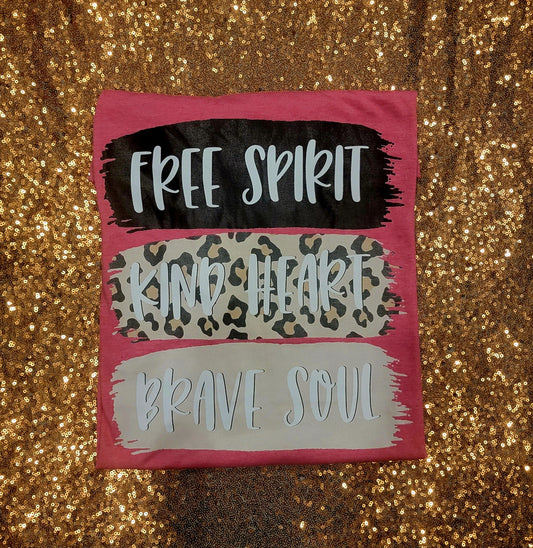 FREE SPIRIT
KIND HEART
BRAVE SOUL